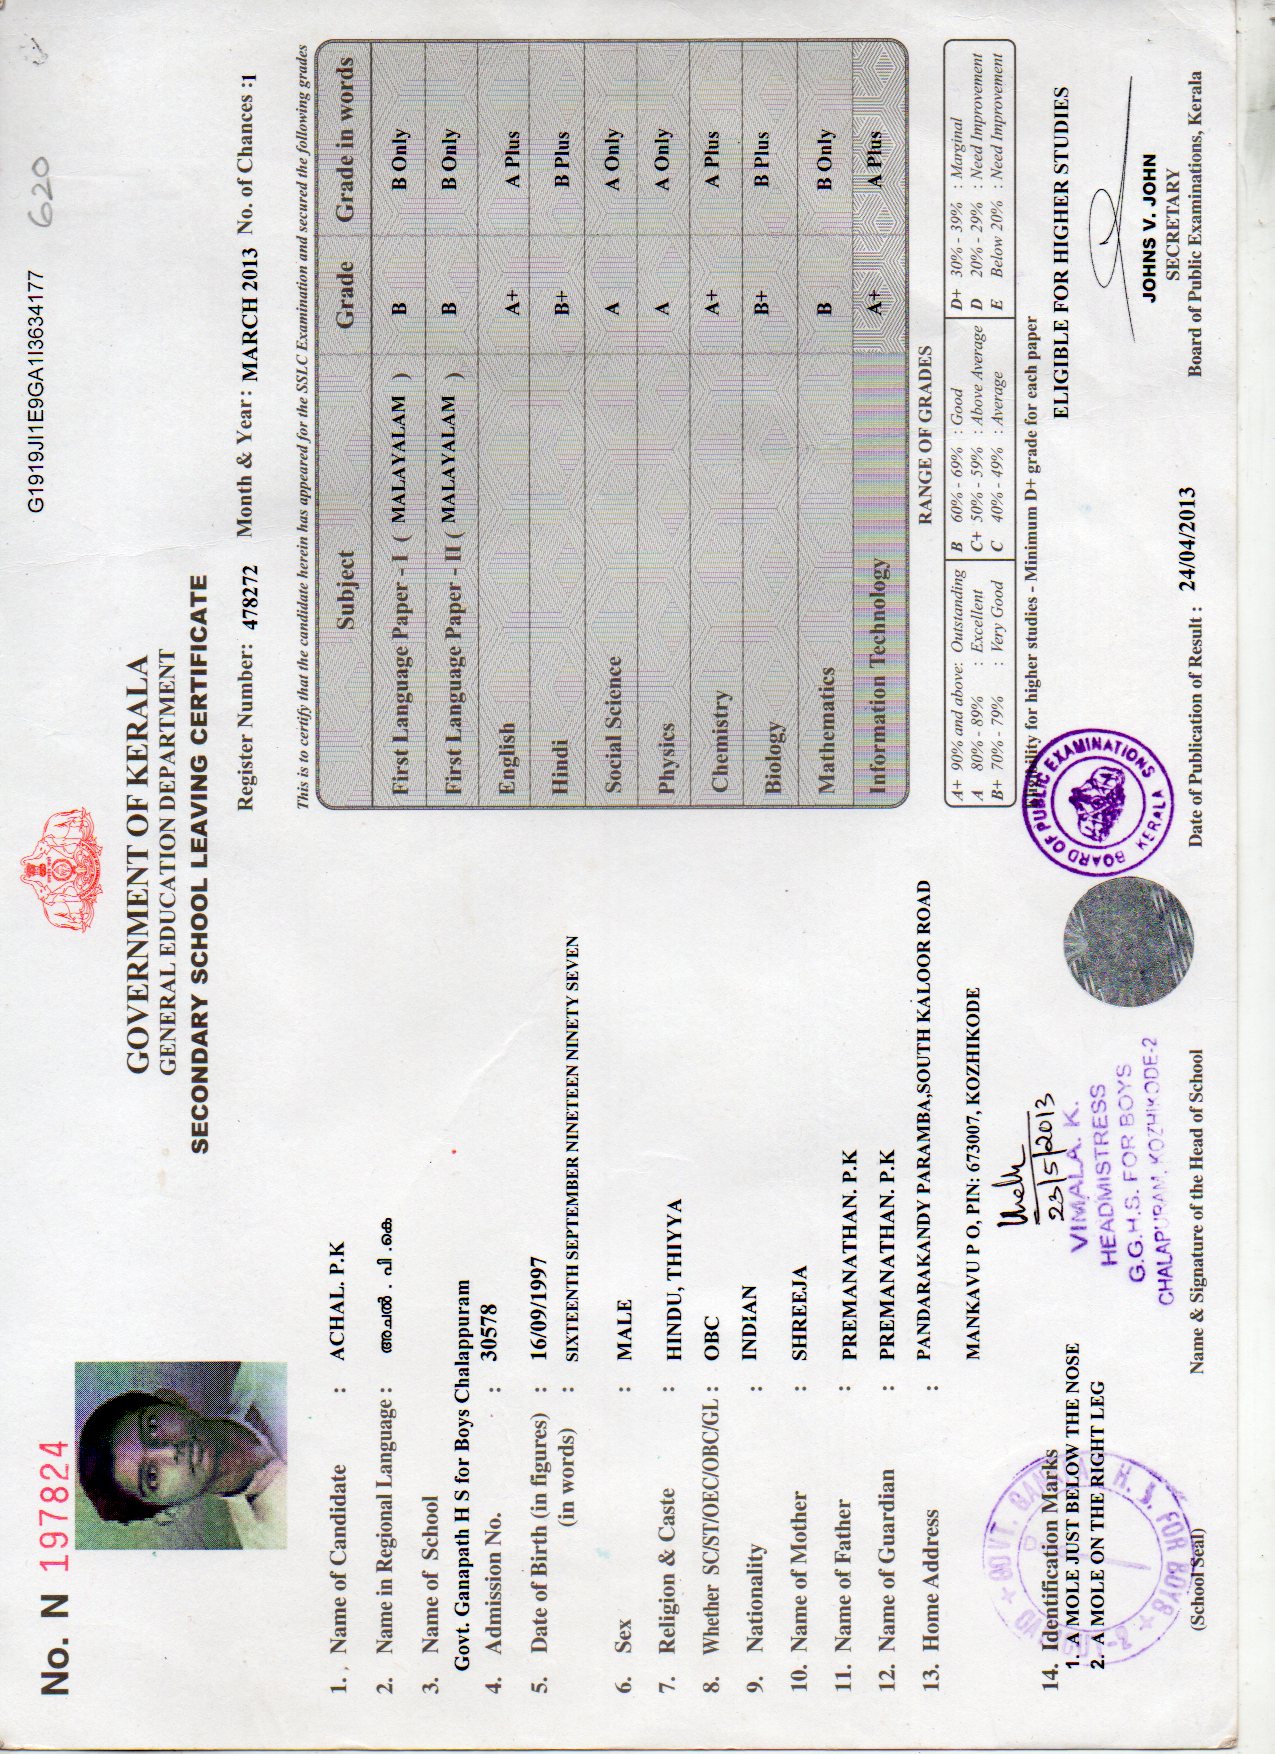 No. N 197824
G1919JI1E9GA1I3634177
620
GOVERNMENT OF KERALA
GENERAL EDUCATION DEPARTMENT
SECONDARY SCHOOL LEAVING CERTIFICATE
Register Number: 478272 Month & Year: MARCH 2013 No. of Chances :1
1. Name of Candidate : ACHAL. P.K
2. Name in Regional Language : അചൽ . പി .കെ
3. Name of School
Govt. Ganapath H S for Boys Chalappuram
4. Admission No. : 30578
5. Date of Birth (in figures) : 16/09/1997
(in words) : SIXTEENTH SEPTEMBER NINETEEN NINETY SEVEN
6. Sex : MALE
7. Religion & Caste : HINDU, THIYYA
8. Whether SC/ST/OEC/OBC/GL : OBC
9. Nationality : INDIAN
10. Name of Mother : SHREEJA
11. Name of Father : PREMANATHAN. P.K
12. Name of Guardian : PREMANATHAN. P.K
13. Home Address : PANDARAKANDY PARAMBA,SOUTH KALOOR ROAD
MANKAVU P O, PIN: 673007, KOZHIKODE
14. Identification Marks
1. A MOLE JUST BELOW THE NOSE
2. A MOLE ON THE RIGHT LEG
(School Seal)
23/5/2013
VIMALA. K.
HEADMISTRESS
G.G.H.S. FOR BOYS
CHALAPURAM, KOZHIKODE-2
Name & Signature of the Head of School
This is to certify that the candidate herein has appeared for the SSLC Examination and secured the following grades
Subject Grade Grade in words
First Language Paper - I ( MALAYALAM ) B B Only
First Language Paper - II ( MALAYALAM ) B B Only
English A+ A Plus
Hindi B+ B Plus
Social Science A A Only
Physics A A Only
Chemistry A+ A Plus
Biology B+ B Plus
Mathematics B B Only
Information Technology A+ A Plus
RANGE OF GRADES
A+ 90% and above: Outstanding B 60% - 69% : Good D+ 30% - 39% : Marginal
A 80% - 89% : Excellent C+ 50% - 59% : Above Average D 20% - 29% : Need Improvement
B+ 70% - 79% : Very Good C 40% - 49% : Average E Below 20% : Need Improvement
Eligibility for higher studies - Minimum D+ grade for each paper
ELIGIBLE FOR HIGHER STUDIES
BOARD OF PUBLIC EXAMINATIONS
KERALA
JOHNS V. JOHN
SECRETARY
Board of Public Examinations, Kerala
Date of Publication of Result : 24/04/2013